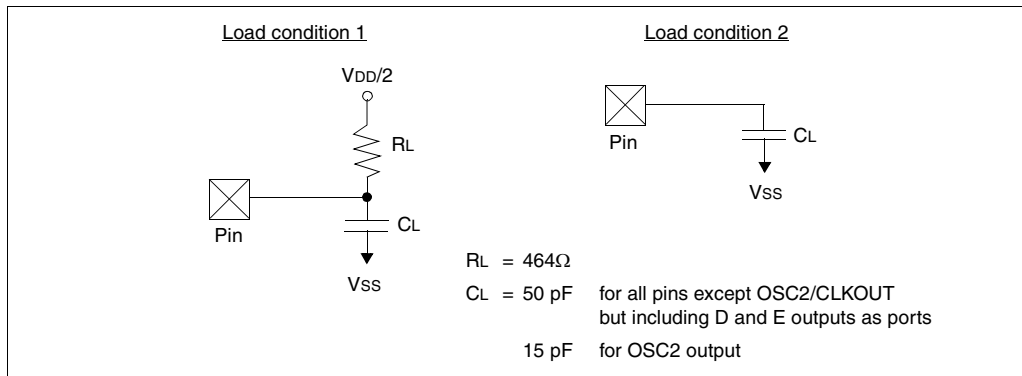 Load condition 1
VDD/2
RL
Pin
CL
VSS
Load condition 2
Pin
CL
VSS
RL = 464Ω
CL = 50 pF for all pins except OSC2/CLKOUT
but including D and E outputs as ports
15 pF for OSC2 output